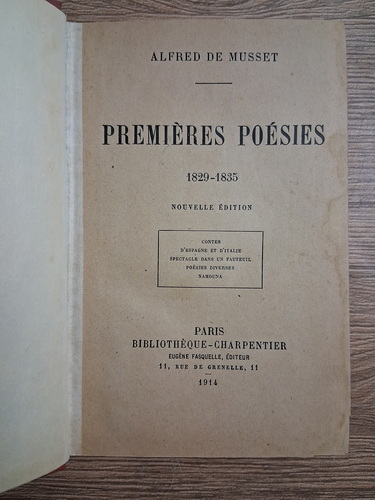 ALFRED DE MUSSET
PREMIÈRES POÉSIES
1829-1835
NOUVELLE ÉDITION
CONTES
D'ESPAGNE ET D'ITALIE
SPECTACLE DANS UN FAUTEUIL
POÉSIES DIVERSES
NAMOUNA
PARIS
BIBLIOTHÈQUE-CHARPENTIER
EUGÈNE FASQUELLE, ÉDITEUR
11, RUE DE GRENELLE, 11
1914